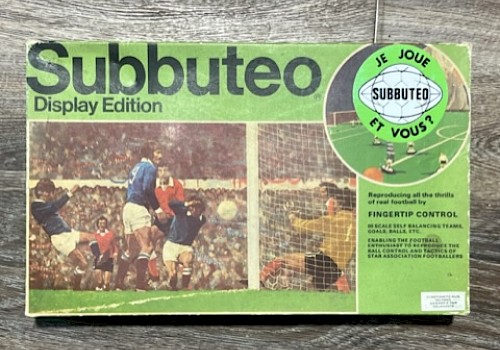 Subbuteo
Display Edition
JE JOUE
SUBBUTEO
ET VOUS?
Reproducing all the thrills
of real football by
FINGERTIP CONTROL
00 SCALE SELF BALANCING TEAMS,
GOALS, BALLS, ETC.
ENABLING THE FOOTBALL
ENTHUSIAST TO REPRODUCE THE
BALL CONTROL AND TACTICS OF
STAR ASSOCIATION FOOTBALLERS